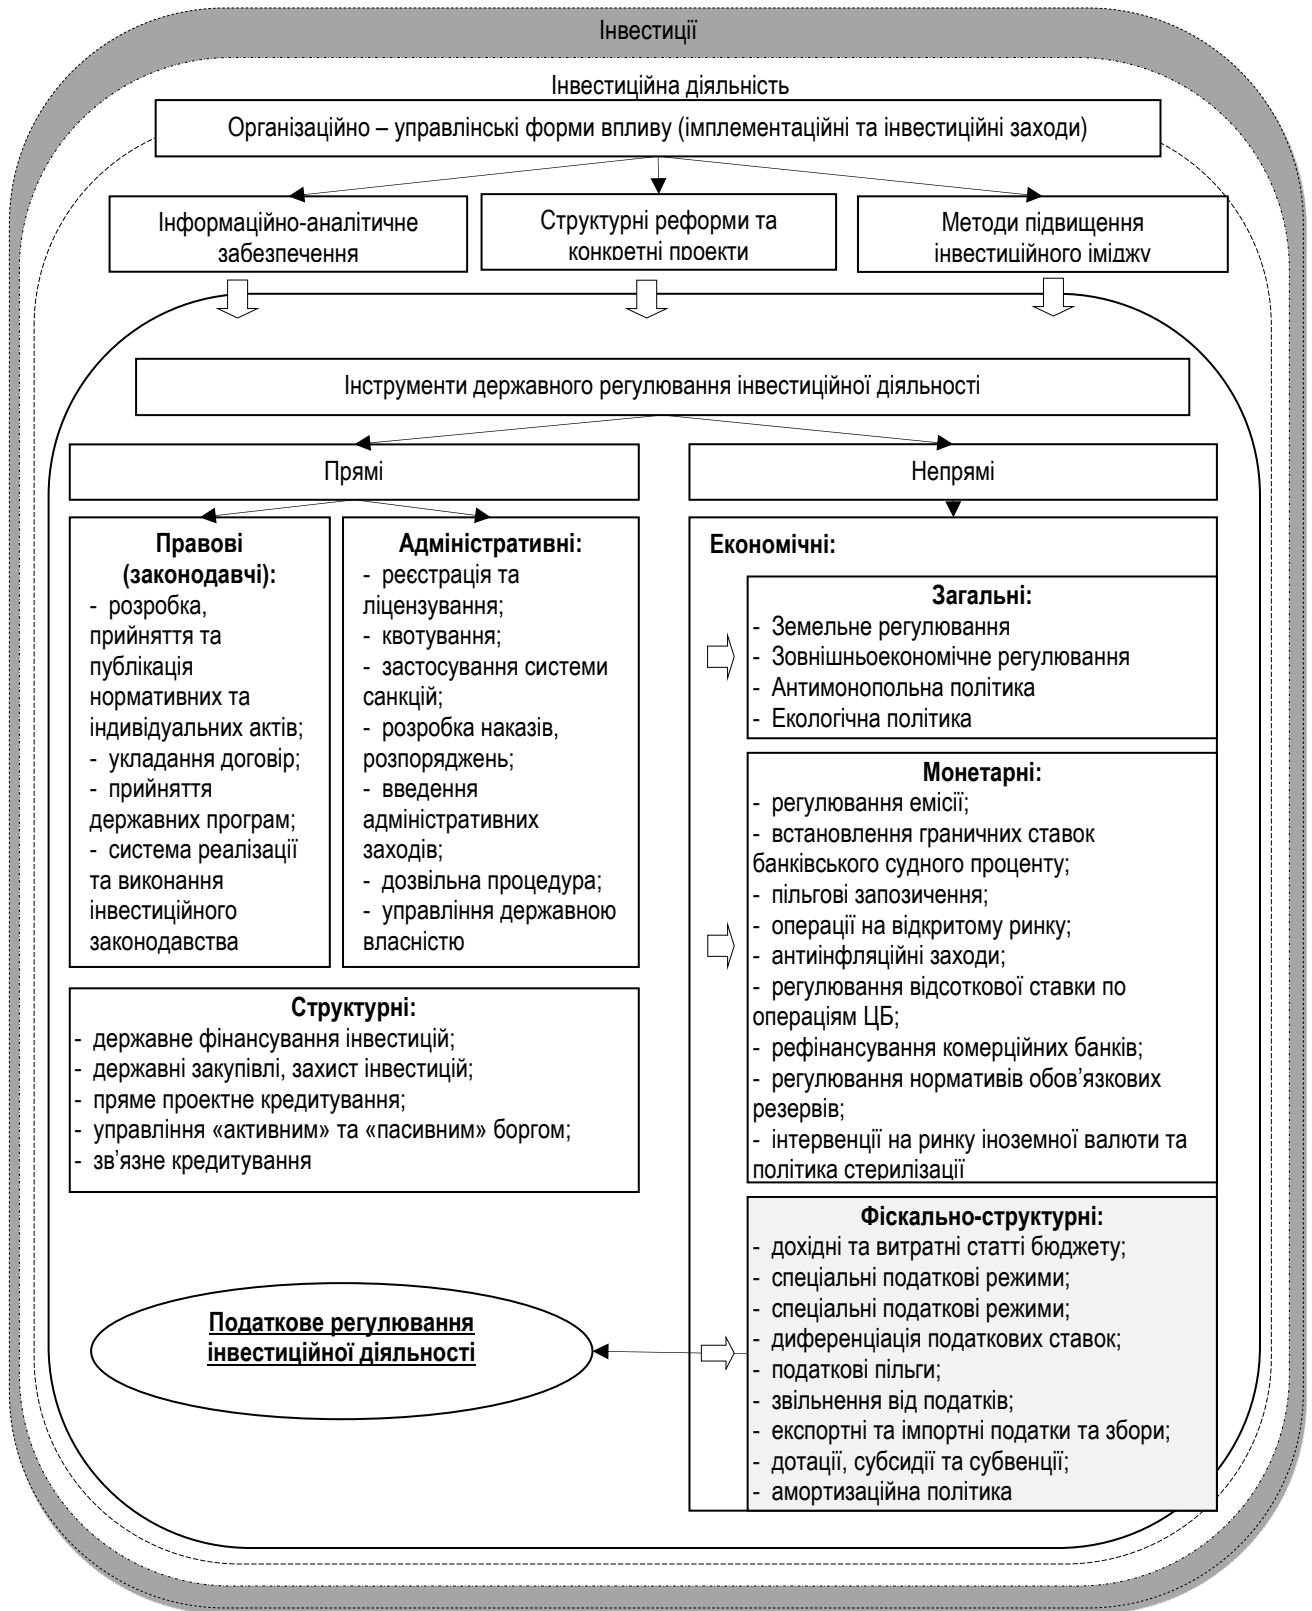 Інвестиції
Інвестиційна діяльність
Організаційно – управлінські форми впливу (імплементаційні та інвестиційні заходи)
Інформаційно-аналітичне
забезпечення
Структурні реформи та
конкретні проекти
Методи підвищення
інвестиційного іміджу
Інструменти державного регулювання інвестиційної діяльності
Прямі
Непрямі
Правові
(законодавчі):
- розробка,
прийняття та
публікація
нормативних та
індивідуальних актів;
- укладання договір;
- прийняття
державних програм;
- система реалізації
та виконання
інвестиційного
законодавства
Адміністративні:
- реєстрація та
ліцензування;
- квотування;
- застосування системи
санкцій;
- розробка наказів,
розпоряджень;
- введення
адміністративних
заходів;
- дозвільна процедура;
- управління державною
власністю
Структурні:
- державне фінансування інвестицій;
- державні закупівлі, захист інвестицій;
- пряме проектне кредитування;
- управління «активним» та «пасивним» боргом;
- зв’язне кредитування
Економічні:
Загальні:
- Земельне регулювання
- Зовнішньоекономічне регулювання
- Антимонопольна політика
- Екологічна політика
Монетарні:
- регулювання емісії;
- встановлення граничних ставок
банківського судного проценту;
- пільгові запозичення;
- операції на відкритому ринку;
- антиінфляційні заходи;
- регулювання відсоткової ставки по
операціям ЦБ;
- рефінансування комерційних банків;
- регулювання нормативів обов’язкових
резервів;
- інтервенції на ринку іноземної валюти та
політика стерилізації
Фіскально-структурні:
- дохідні та витратні статті бюджету;
- спеціальні податкові режими;
- спеціальні податкові режими;
- диференціація податкових ставок;
- податкові пільги;
- звільнення від податків;
- експортні та імпортні податки та збори;
- дотації, субсидії та субвенції;
- амортизаційна політика
Податкове регулювання
інвестиційної діяльності